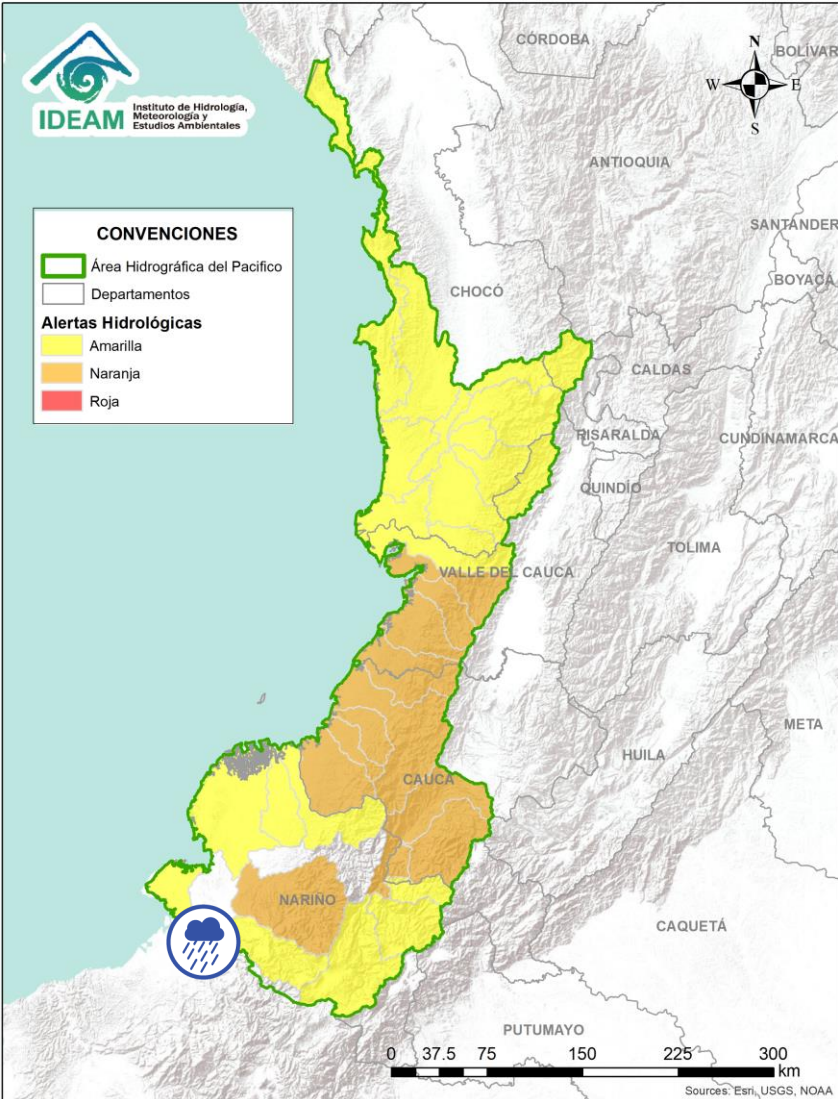 IDEAM
Instituto de Hidrología,
Meteorología y
Estudios Ambientales
N
W
E
S
CÓRDOBA
BOLÍVAR
ANTIOQUIA
SANTANDER
BOYACÁ
CHOCÓ
CONVENCIONES
Área Hidrográfica del Pacifico
Departamentos
Alertas Hidrológicas
Amarilla
Naranja
Roja
CALDAS
RISARALDA
CUNDINAMARCA
QUINDÍO
TOLIMA
VALLE DEL CAUCA
META
HUILA
CAUCA
NARIÑO
CAQUETÁ
PUTUMAYO
0 37.5 75 150 225 300
km
Sources: Esri, USGS, NOAA